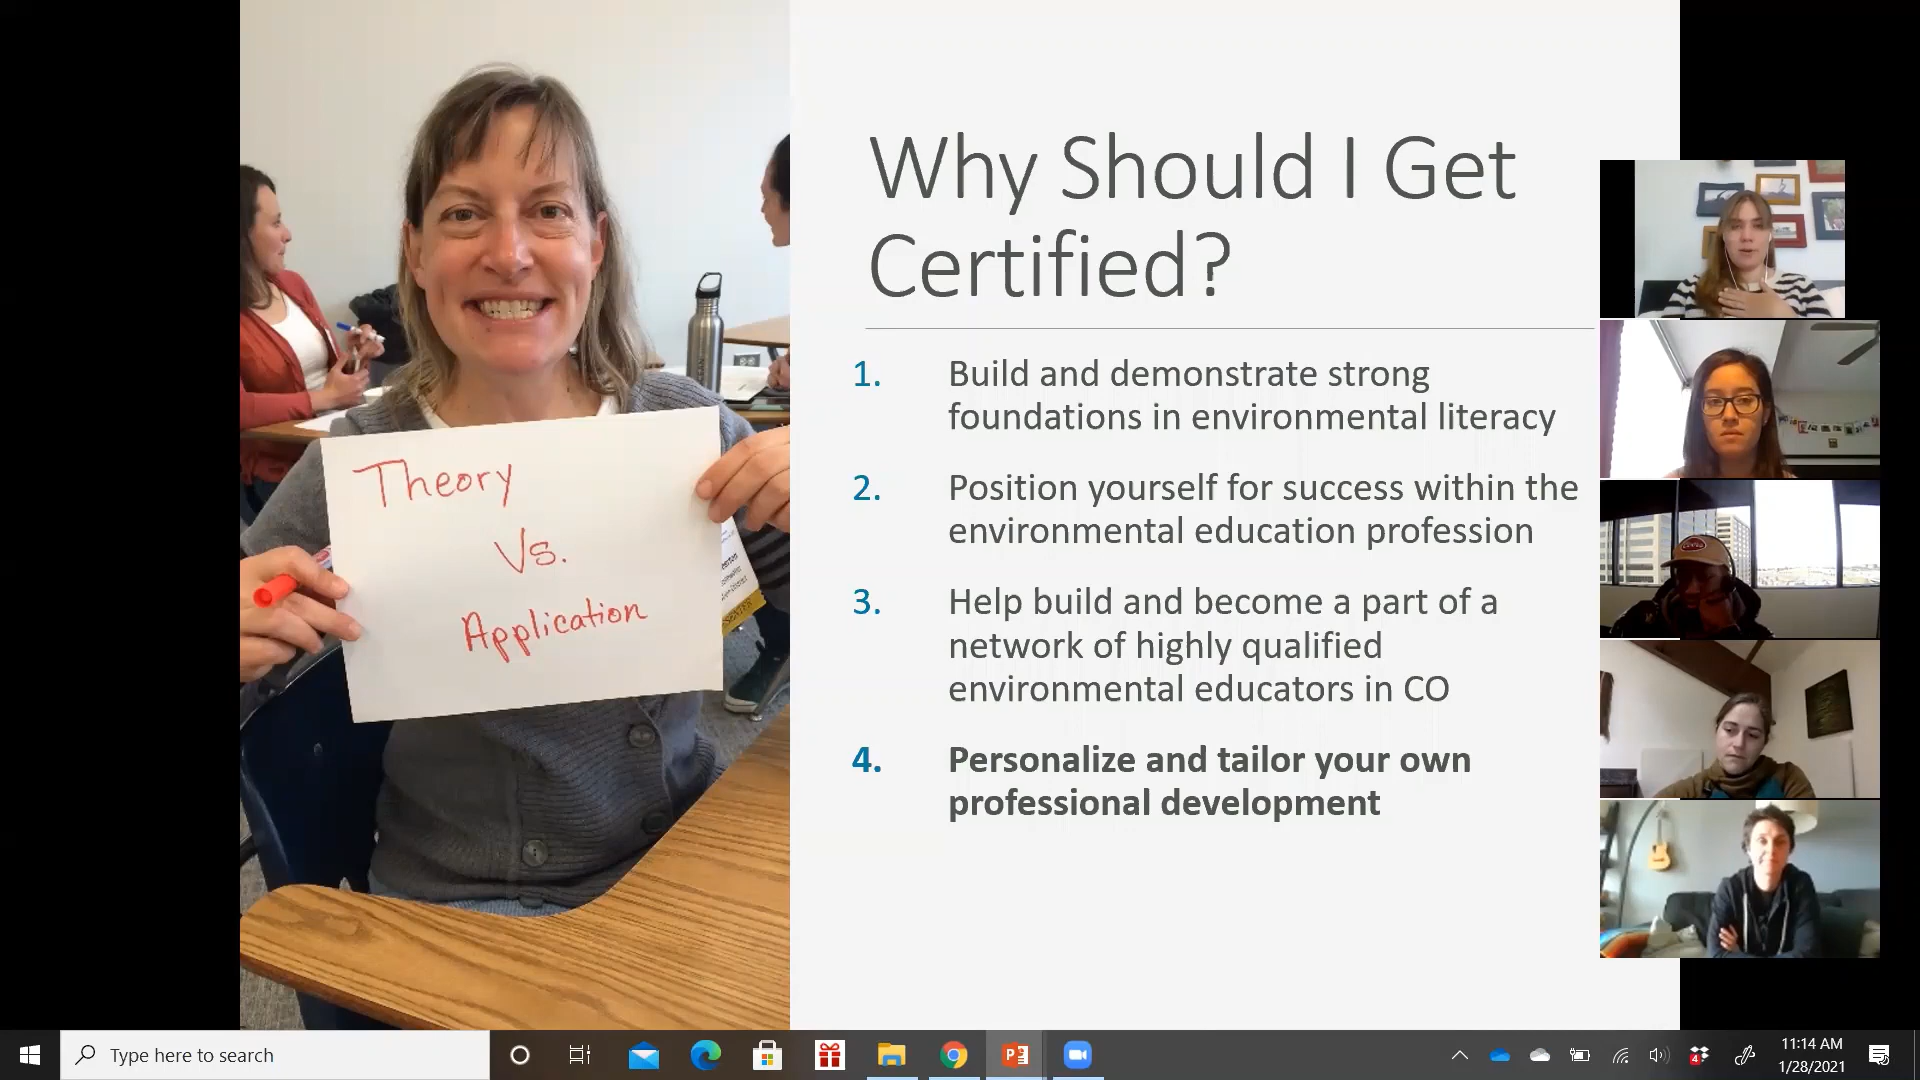 Theory
Vs.
Application
Why Should I Get
Certified?
1. Build and demonstrate strong
foundations in environmental literacy
2. Position yourself for success within the
environmental education profession
3. Help build and become a part of a
network of highly qualified
environmental educators in CO
4. Personalize and tailor your own
professional development
Type here to search
4
11:14 AM
1/28/2021